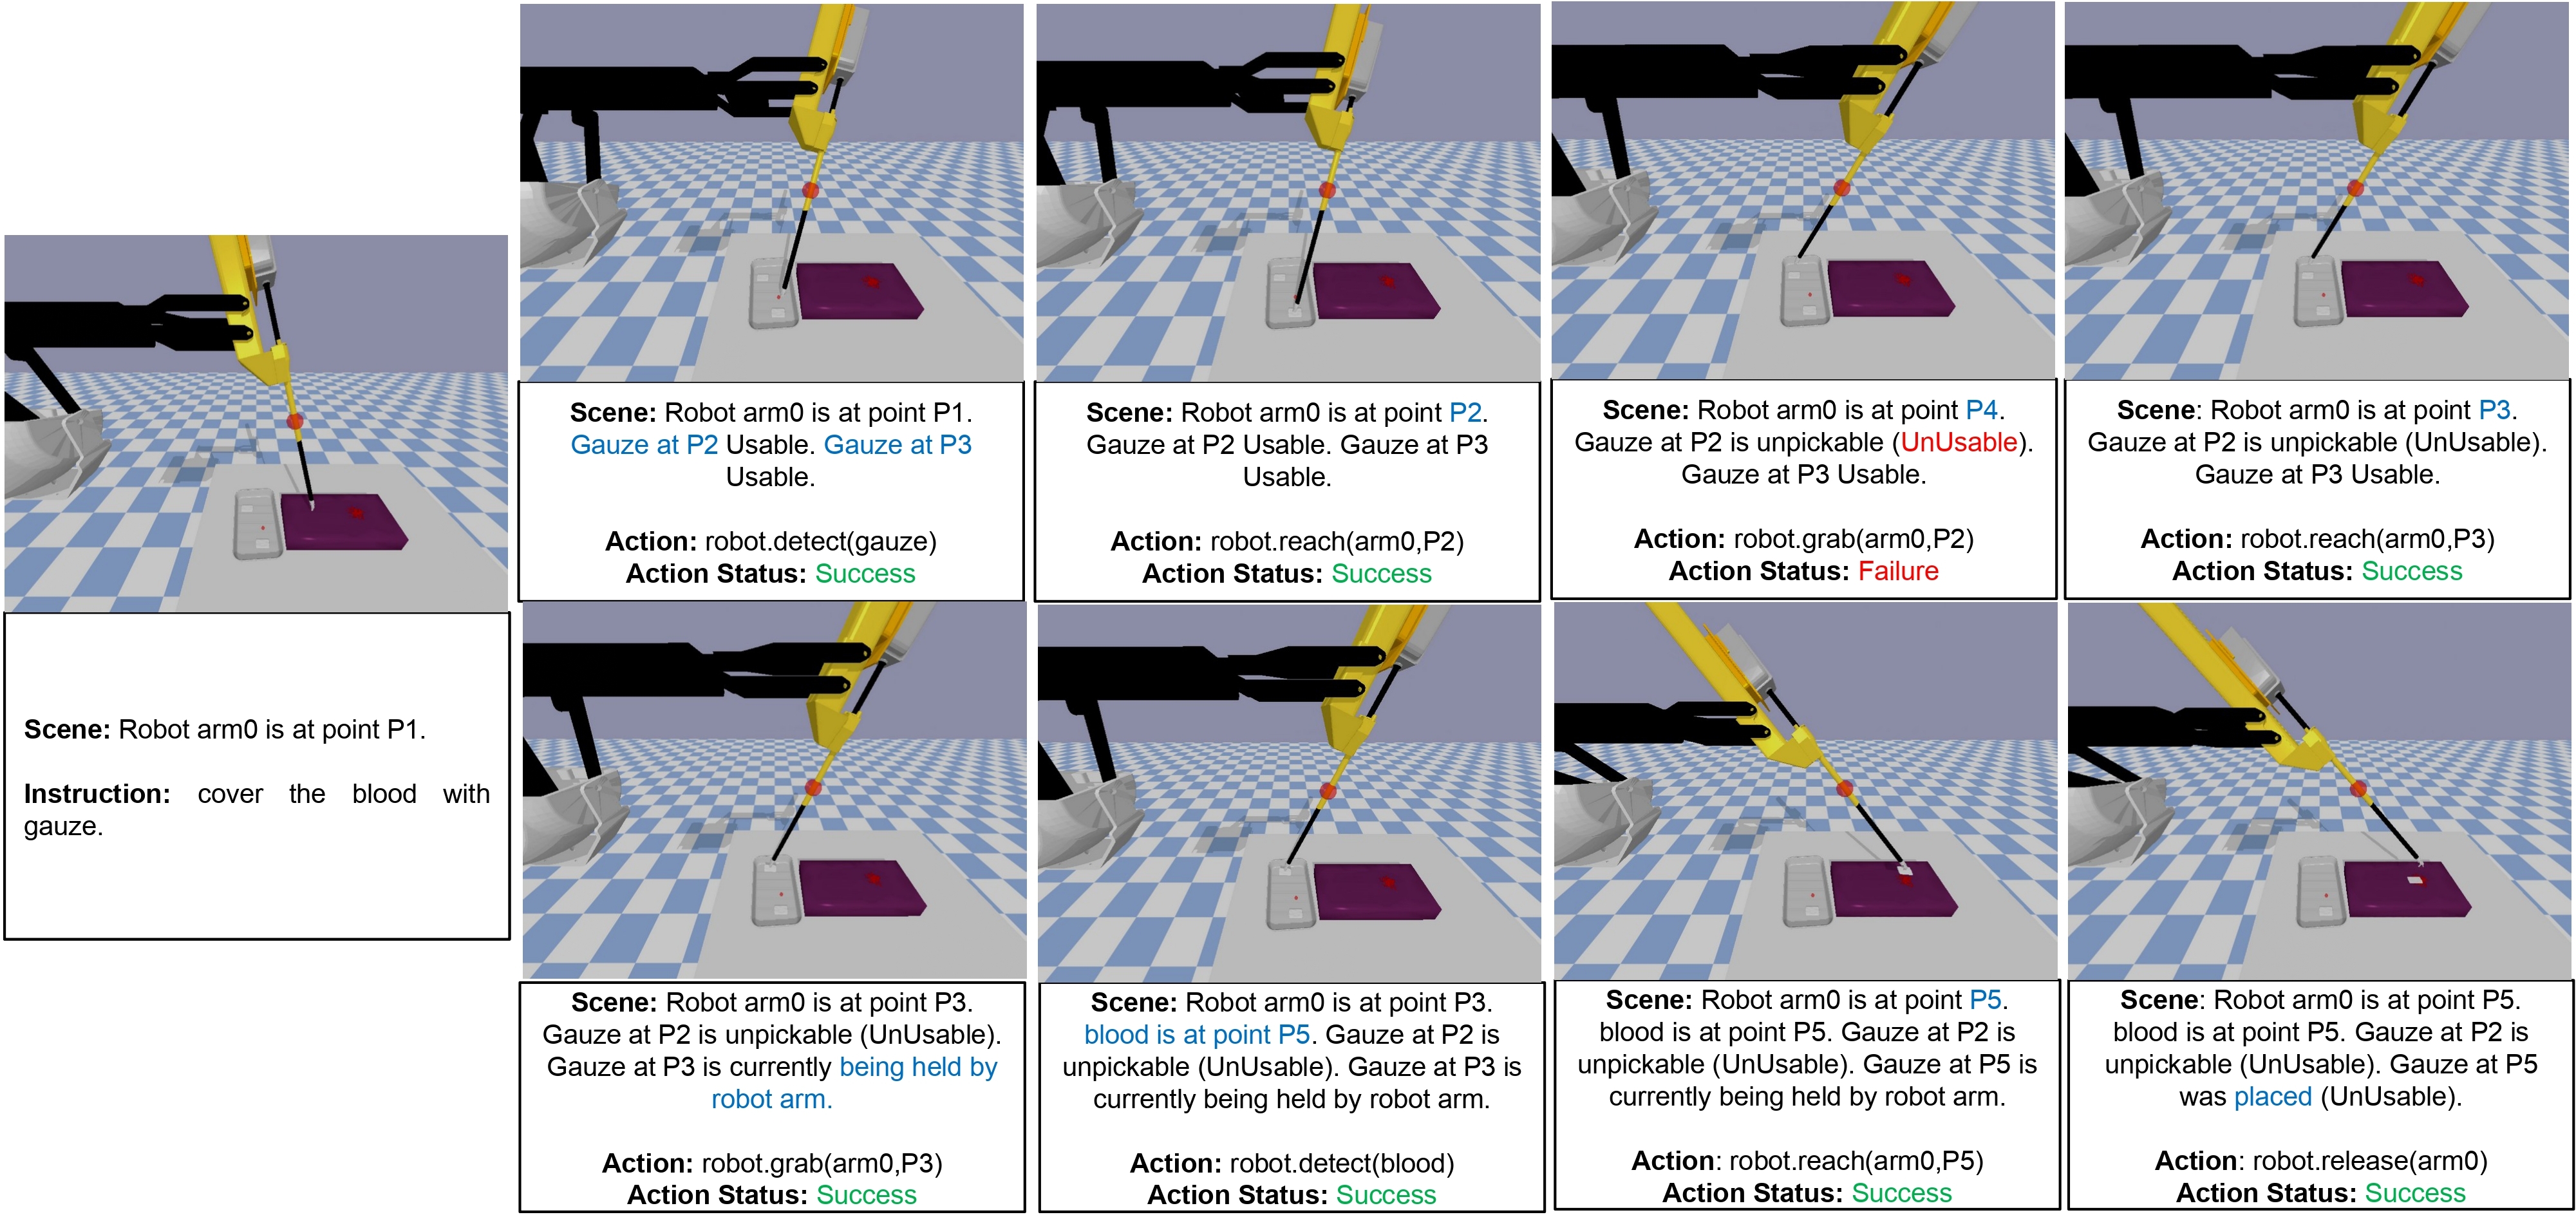 Scene: Robot arm0 is at point P1.
Instruction: cover the blood with
gauze.
Scene: Robot arm0 is at point P1.
Gauze at P2 Usable. Gauze at P3
Usable.
Action: robot.detect(gauze)
Action Status: Success
Scene: Robot arm0 is at point P2.
Gauze at P2 Usable. Gauze at P3
Usable.
Action: robot.reach(arm0,P2)
Action Status: Success
Scene: Robot arm0 is at point P4.
Gauze at P2 is unpickable (UnUsable).
Gauze at P3 Usable.
Action: robot.grab(arm0,P2)
Action Status: Failure
Scene: Robot arm0 is at point P3.
Gauze at P2 is unpickable (UnUsable).
Gauze at P3 Usable.
Action: robot.reach(arm0,P3)
Action Status: Success
Scene: Robot arm0 is at point P3.
Gauze at P2 is unpickable (UnUsable).
Gauze at P3 is currently being held by
robot arm.
Action: robot.grab(arm0,P3)
Action Status: Success
Scene: Robot arm0 is at point P3.
blood is at point P5. Gauze at P2 is
unpickable (UnUsable). Gauze at P3 is
currently being held by robot arm.
Action: robot.detect(blood)
Action Status: Success
Scene: Robot arm0 is at point P5.
blood is at point P5. Gauze at P2 is
unpickable (UnUsable). Gauze at P5 is
currently being held by robot arm.
Action: robot.reach(arm0,P5)
Action Status: Success
Scene: Robot arm0 is at point P5.
blood is at point P5. Gauze at P2 is
unpickable (UnUsable). Gauze at P5
was placed (UnUsable).
Action: robot.release(arm0)
Action Status: Success